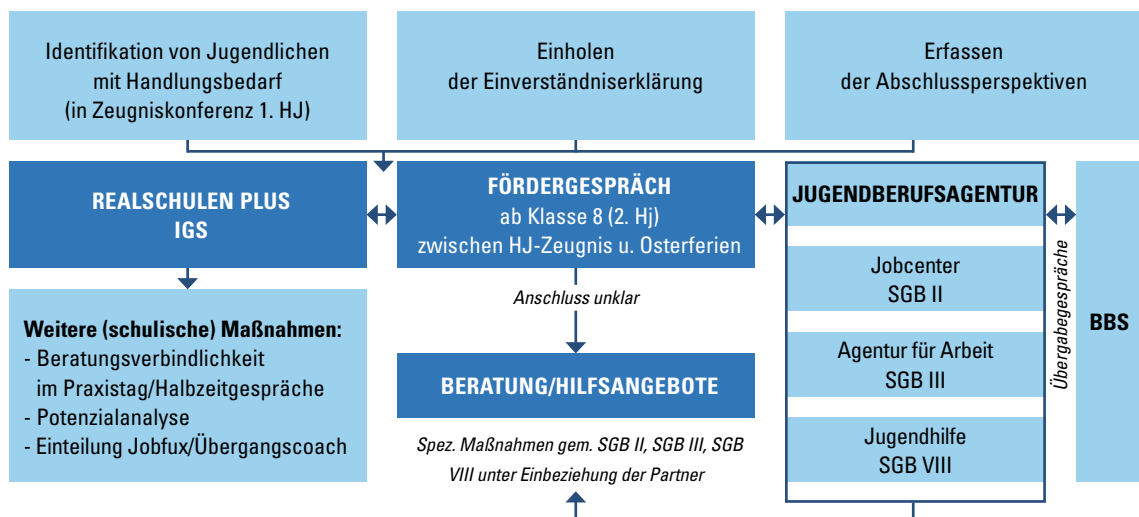 Identifikation von Jugendlichen
mit Handlungsbedarf
(in Zeugniskonferenz 1. HJ)
Einholen
der Einverständniserklärung
Erfassen
der Abschlussperspektiven
REALSCHULEN PLUS
IGS
FÖRDERGESPRÄCH
ab Klasse 8 (2. Hj)
zwischen HJ-Zeugnis u. Osterferien
JUGENDBERUFSAGENTUR
Jobcenter
SGB II
Agentur für Arbeit
SGB III
Jugendhilfe
SGB VIII
Übergabegespräche
BBS
Anschluss unklar
Weitere (schulische) Maßnahmen:
- Beratungsverbindlichkeit
im Praxistag/Halbzeitgespräche
- Potenzialanalyse
- Einteilung Jobfux/Übergangscoach
BERATUNG/HILFSANGEBOTE
Spez. Maßnahmen gem. SGB II, SGB III, SGB
VIII unter Einbeziehung der Partner